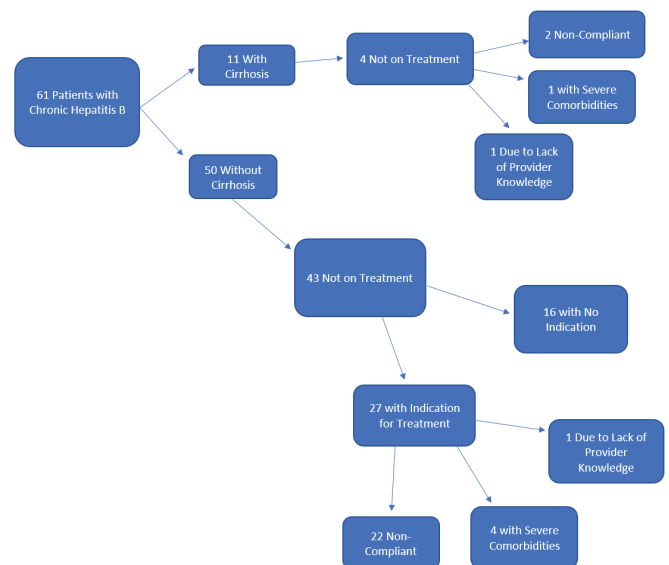 2 Non-Compliant
11 With
Cirrhosis
4 Not on Treatment
61 Patients with
Chronic Hepatitis B
1 with Severe
Comorbidities
1 Due to Lack
of Provider
Knowledge
50 Without
Cirrhosis
43 Not on Treatment
16 with No
Indication
27 with Indication
for Treatment
1 Due to Lack of
Provider
Knowledge
22 Non-
Compliant
4 with Severe
Comorbidities